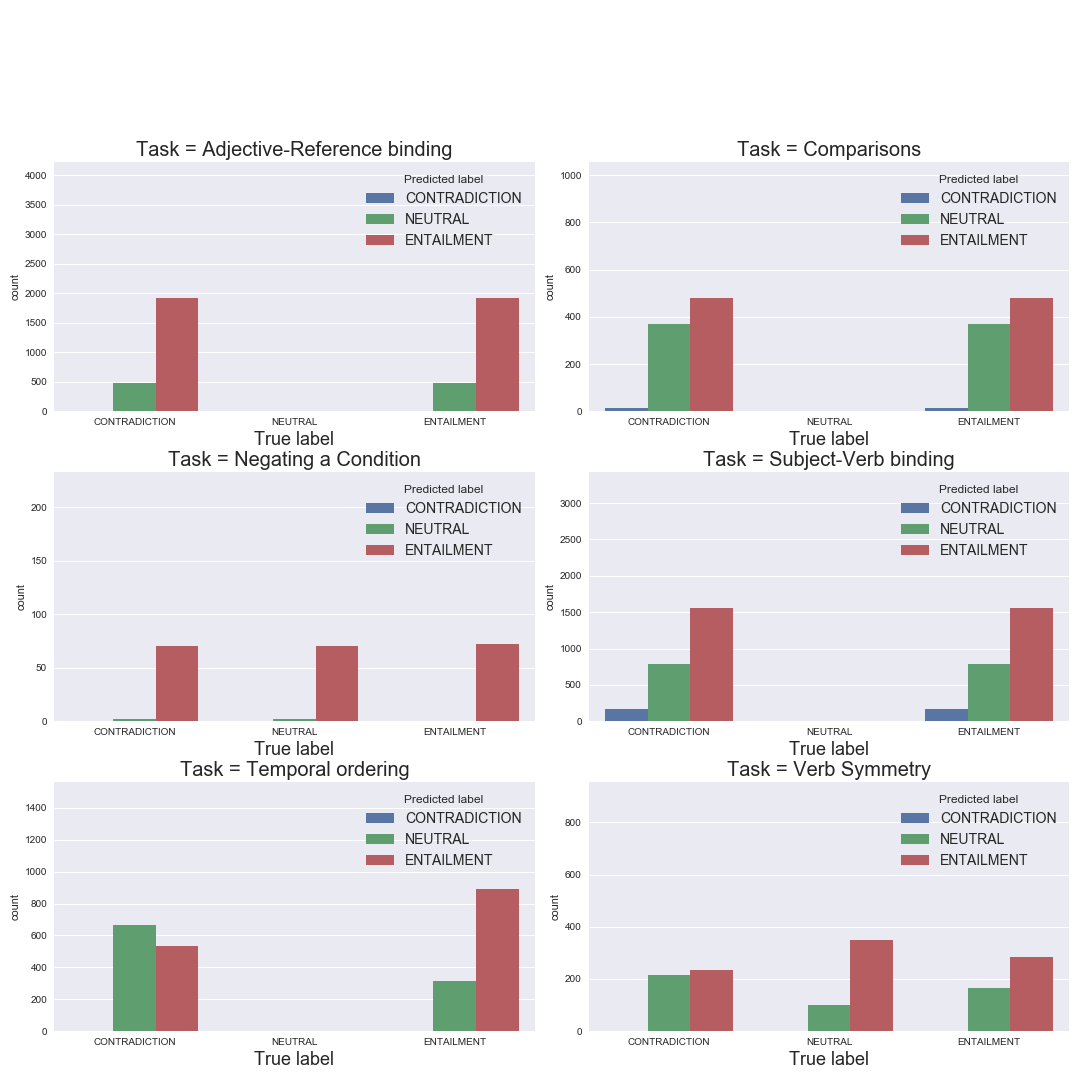 Task = Adjective-Reference binding
4000
3500
3000
2500
2000
1500
1000
500
0
count
Predicted label
CONTRADICTION
NEUTRAL
ENTAILMENT
CONTRADICTION NEUTRAL ENTAILMENT
True label
Task = Comparisons
1000
800
600
400
200
0
count
Predicted label
CONTRADICTION
NEUTRAL
ENTAILMENT
CONTRADICTION NEUTRAL ENTAILMENT
True label
Task = Negating a Condition
200
150
100
50
0
count
Predicted label
CONTRADICTION
NEUTRAL
ENTAILMENT
CONTRADICTION NEUTRAL ENTAILMENT
True label
Task = Subject-Verb binding
3000
2500
2000
1500
1000
500
0
count
Predicted label
CONTRADICTION
NEUTRAL
ENTAILMENT
CONTRADICTION NEUTRAL ENTAILMENT
True label
Task = Temporal ordering
1400
1200
1000
800
600
400
200
0
count
Predicted label
CONTRADICTION
NEUTRAL
ENTAILMENT
CONTRADICTION NEUTRAL ENTAILMENT
True label
Task = Verb Symmetry
800
600
400
200
0
count
Predicted label
CONTRADICTION
NEUTRAL
ENTAILMENT
CONTRADICTION NEUTRAL ENTAILMENT
True label